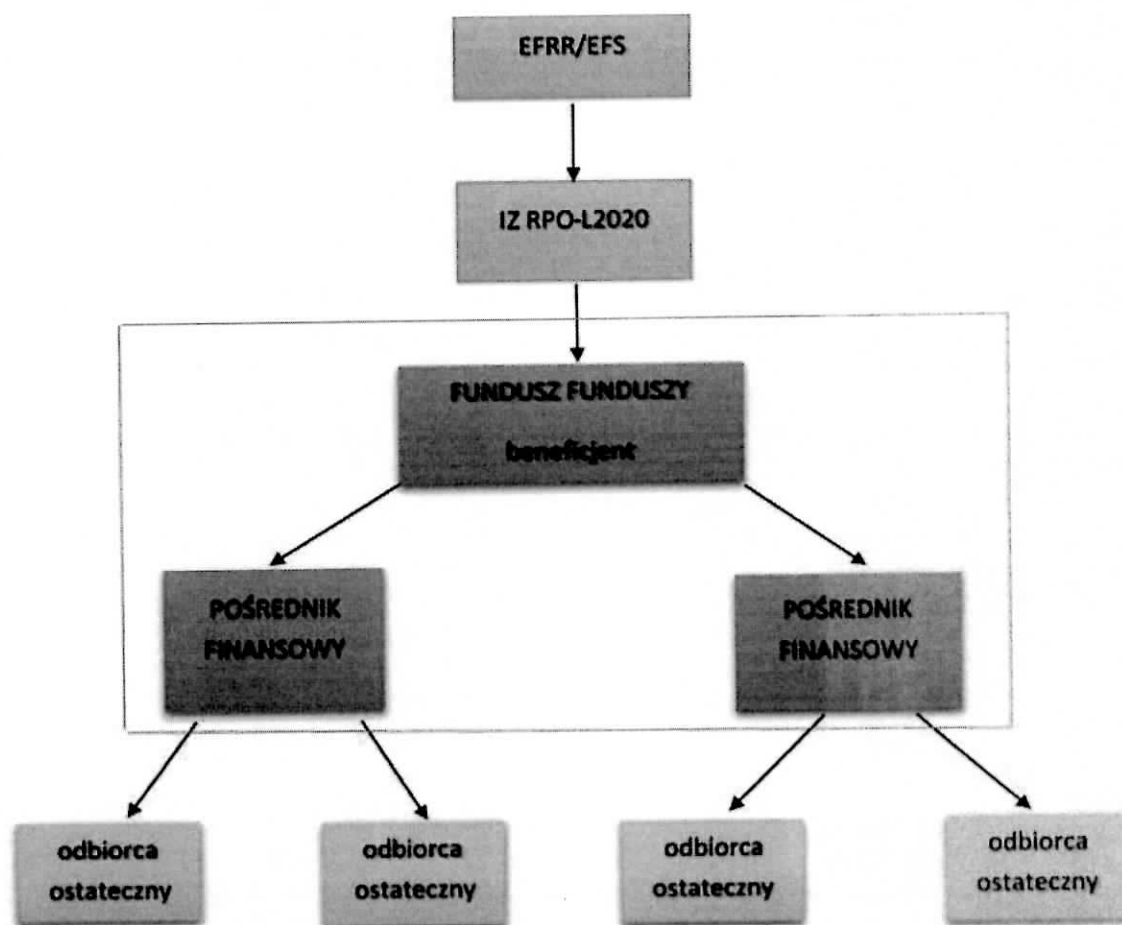 EFRR/EFS
IZ RPO-L2020
FUNDUSZ FUNDUSZY
beneficjent
POŚREDNIK
FINANSOWY
POŚREDNIK
FINANSOWY
odbiorca
ostateczny
odbiorca
ostateczny
odbiorca
ostateczny
odbiorca
ostateczny